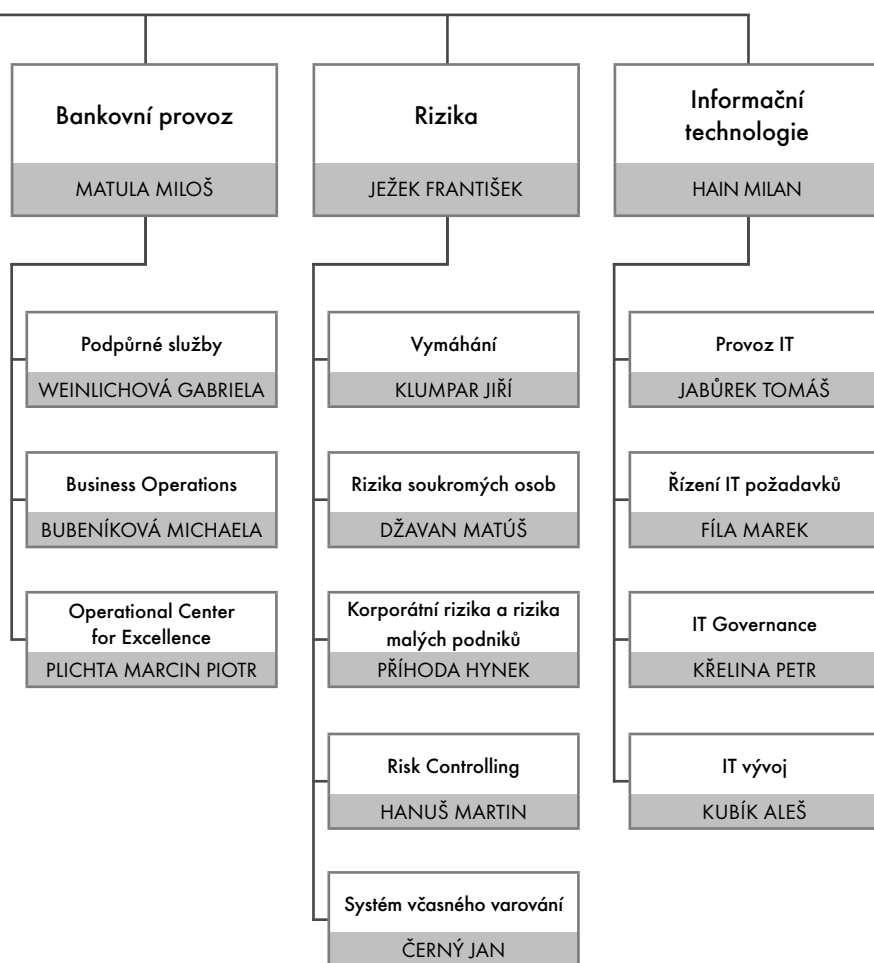 Bankovní provoz
MATULA MILOŠ
Podpůrné služby
WEINLICHOVÁ GABRIELA
Business Operations
BUBENÍKOVÁ MICHAELA
Operational Center
for Excellence
PLICHTA MARCIN PIOTR
Rizika
JEŽEK FRANTIŠEK
Vymáhání
KLUMPAR JIŘÍ
Rizika soukromých osob
DŽAVAN MATÚŠ
Korporátní rizika a rizika
malých podniků
PŘÍHODA HYNEK
Risk Controlling
HANUŠ MARTIN
Systém včasného varování
ČERNÝ JAN
Informační
technologie
HAIN MILAN
Provoz IT
JABŮREK TOMÁŠ
Řízení IT požadavků
FÍLA MAREK
IT Governance
KŘELINA PETR
IT vývoj
KUBÍK ALEŠ